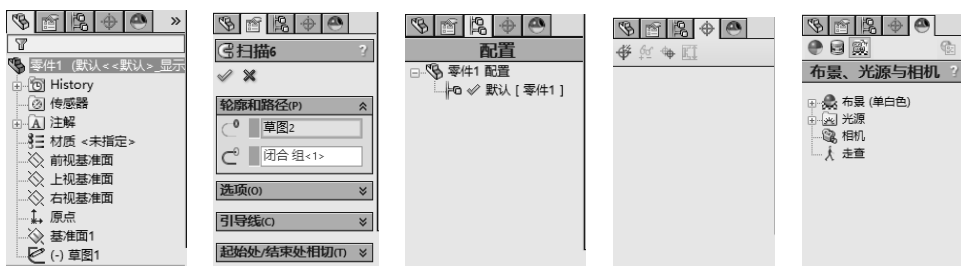 »
零件1 (默认<<默认>_显示
History
传感器
注解
材质 <未指定>
前视基准面
上视基准面
右视基准面
原点
基准面1
(-) 草图1
扫描6
?
轮廓和路径(P)
草图2
闭合 组<1>
选项(O)
引导线(C)
起始处/结束处相切(T)
配置
零件1 配置
默认 [ 零件1 ]
布景、光源与相机 ?
布景 (单白色)
光源
相机
走查